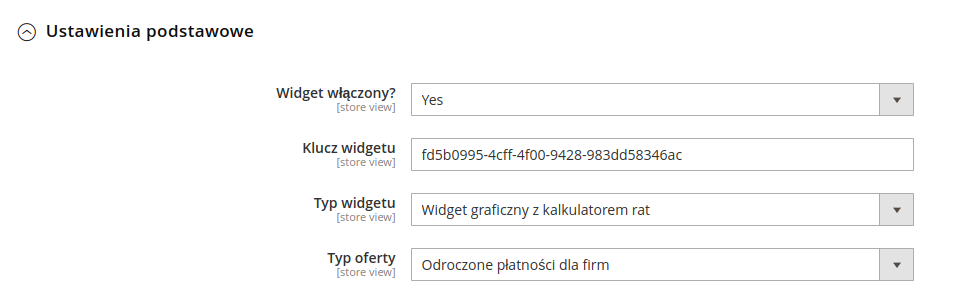 Ustawienia podstawowe
Widget włączony?
[store view]
Yes
Klucz widgetu
[store view]
fd5b0995-4cff-4f00-9428-983dd58346ac
Typ widgetu
[store view]
Widget graficzny z kalkulatorem rat
Typ oferty
[store view]
Odroczone płatności dla firm